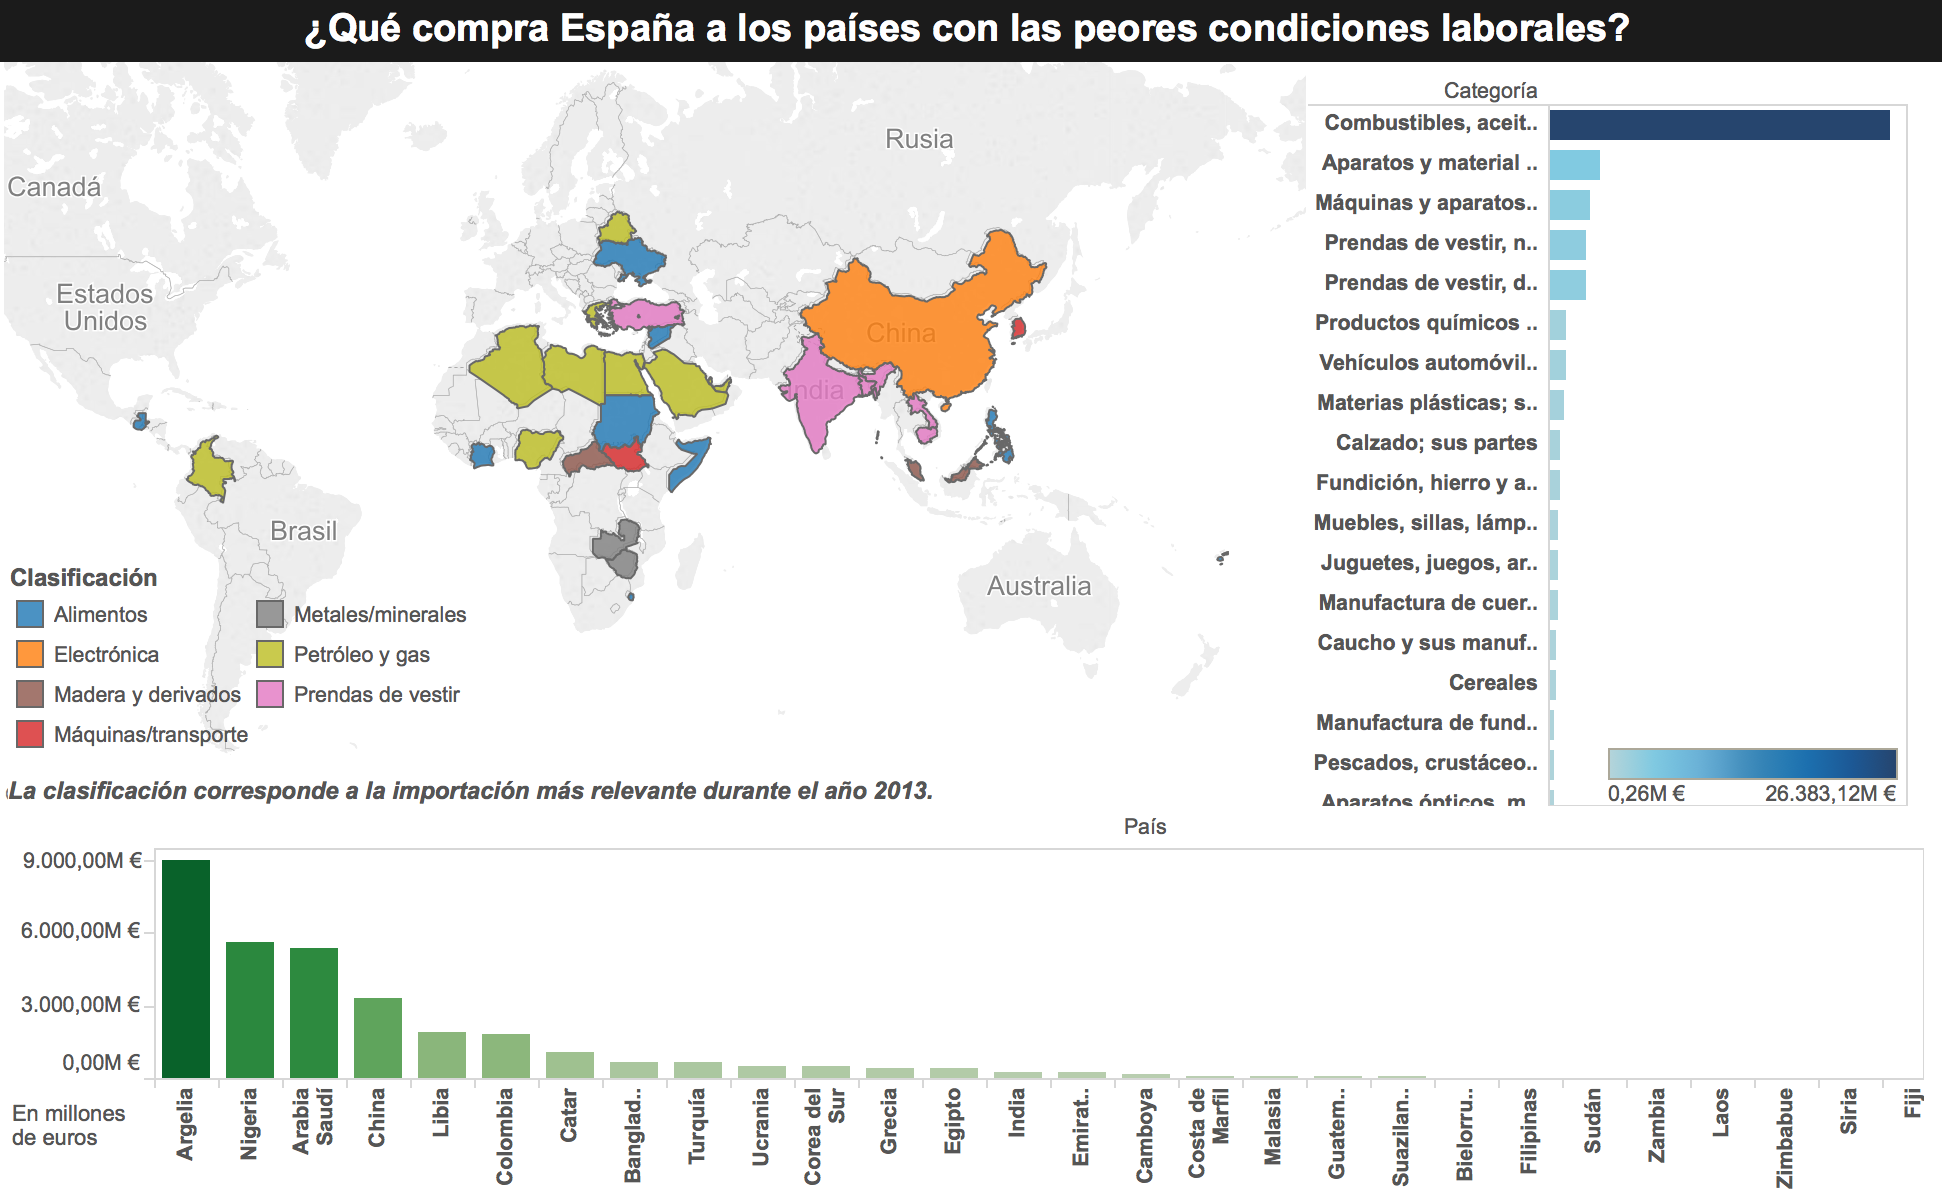 ¿Qué compra España a los países con las peores condiciones laborales?
Canadá
Estados
Unidos
Brasil
Rusia
China
India
Australia
Clasificación
Alimentos
Electrónica
Madera y derivados
Máquinas/transporte
Metales/minerales
Petróleo y gas
Prendas de vestir
La clasificación corresponde a la importación más relevante durante el año 2013.
Categoría
Combustibles, aceit..
Aparatos y material ..
Máquinas y aparatos..
Prendas de vestir, n..
Prendas de vestir, d..
Productos químicos ..
Vehículos automóvil..
Materias plásticas; s..
Calzado; sus partes
Fundición, hierro y a..
Muebles, sillas, lámp..
Juguetes, juegos, ar..
Manufactura de cuer..
Caucho y sus manuf..
Cereales
Manufactura de fund..
Pescados, crustáceo..
Aparatos ópticos, m
0,26M €
26.383,12M €
País
9.000,00M €
6.000,00M €
3.000,00M €
0,00M €
En millones
de euros
Argelia
Nigeria
Arabia
Saudí
China
Libia
Colombia
Catar
Banglad..
Turquía
Ucrania
Corea del
Sur
Grecia
Egipto
India
Emirat..
Camboya
Costa de
Marfil
Malasia
Guatem..
Suazilan..
Bielorru..
Filipinas
Sudán
Zambia
Laos
Zimbabue
Siria
Fiji